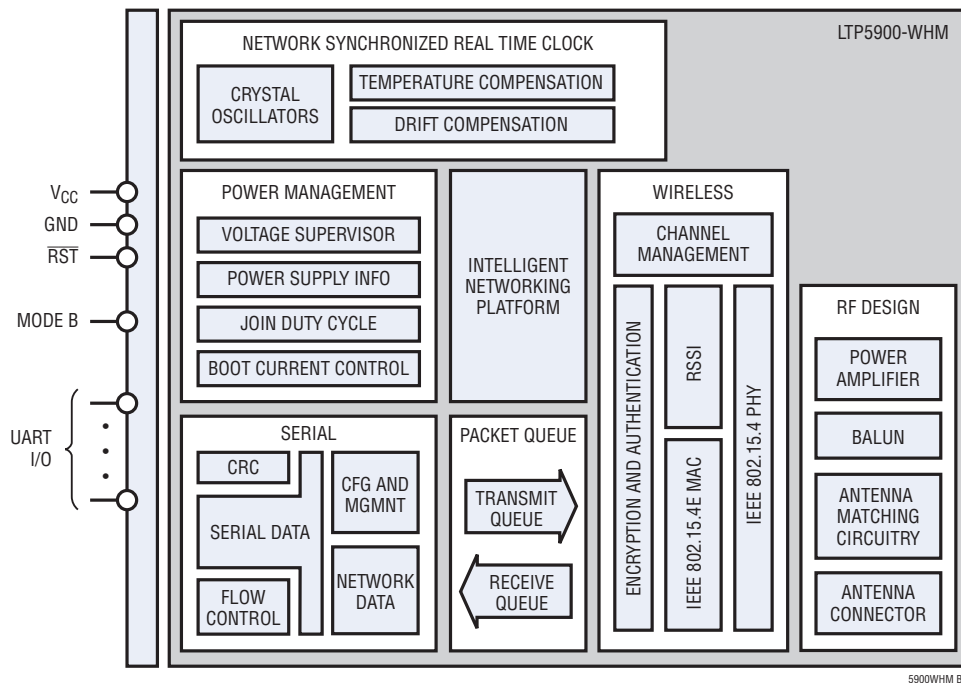 LTP5900-WHM
NETWORK SYNCHRONIZED REAL TIME CLOCK
CRYSTAL
OSCILLATORS
TEMPERATURE COMPENSATION
DRIFT COMPENSATION
VCC
GND
RST
MODE B
UART
I/O
POWER MANAGEMENT
VOLTAGE SUPERVISOR
POWER SUPPLY INFO
JOIN DUTY CYCLE
BOOT CURRENT CONTROL
INTELLIGENT
NETWORKING
PLATFORM
WIRELESS
CHANNEL
MANAGEMENT
ENCRYPTION AND AUTHENTICATION
RSSI
IEEE 802.15.4E MAC
IEEE 802.15.4 PHY
RF DESIGN
POWER
AMPLIFIER
BALUN
ANTENNA
MATCHING
CIRCUITRY
ANTENNA
CONNECTOR
SERIAL
CRC
SERIAL DATA
FLOW
CONTROL
CFG AND
MGMNT
NETWORK
DATA
PACKET QUEUE
TRANSMIT
QUEUE
RECEIVE
QUEUE
5900WHM B